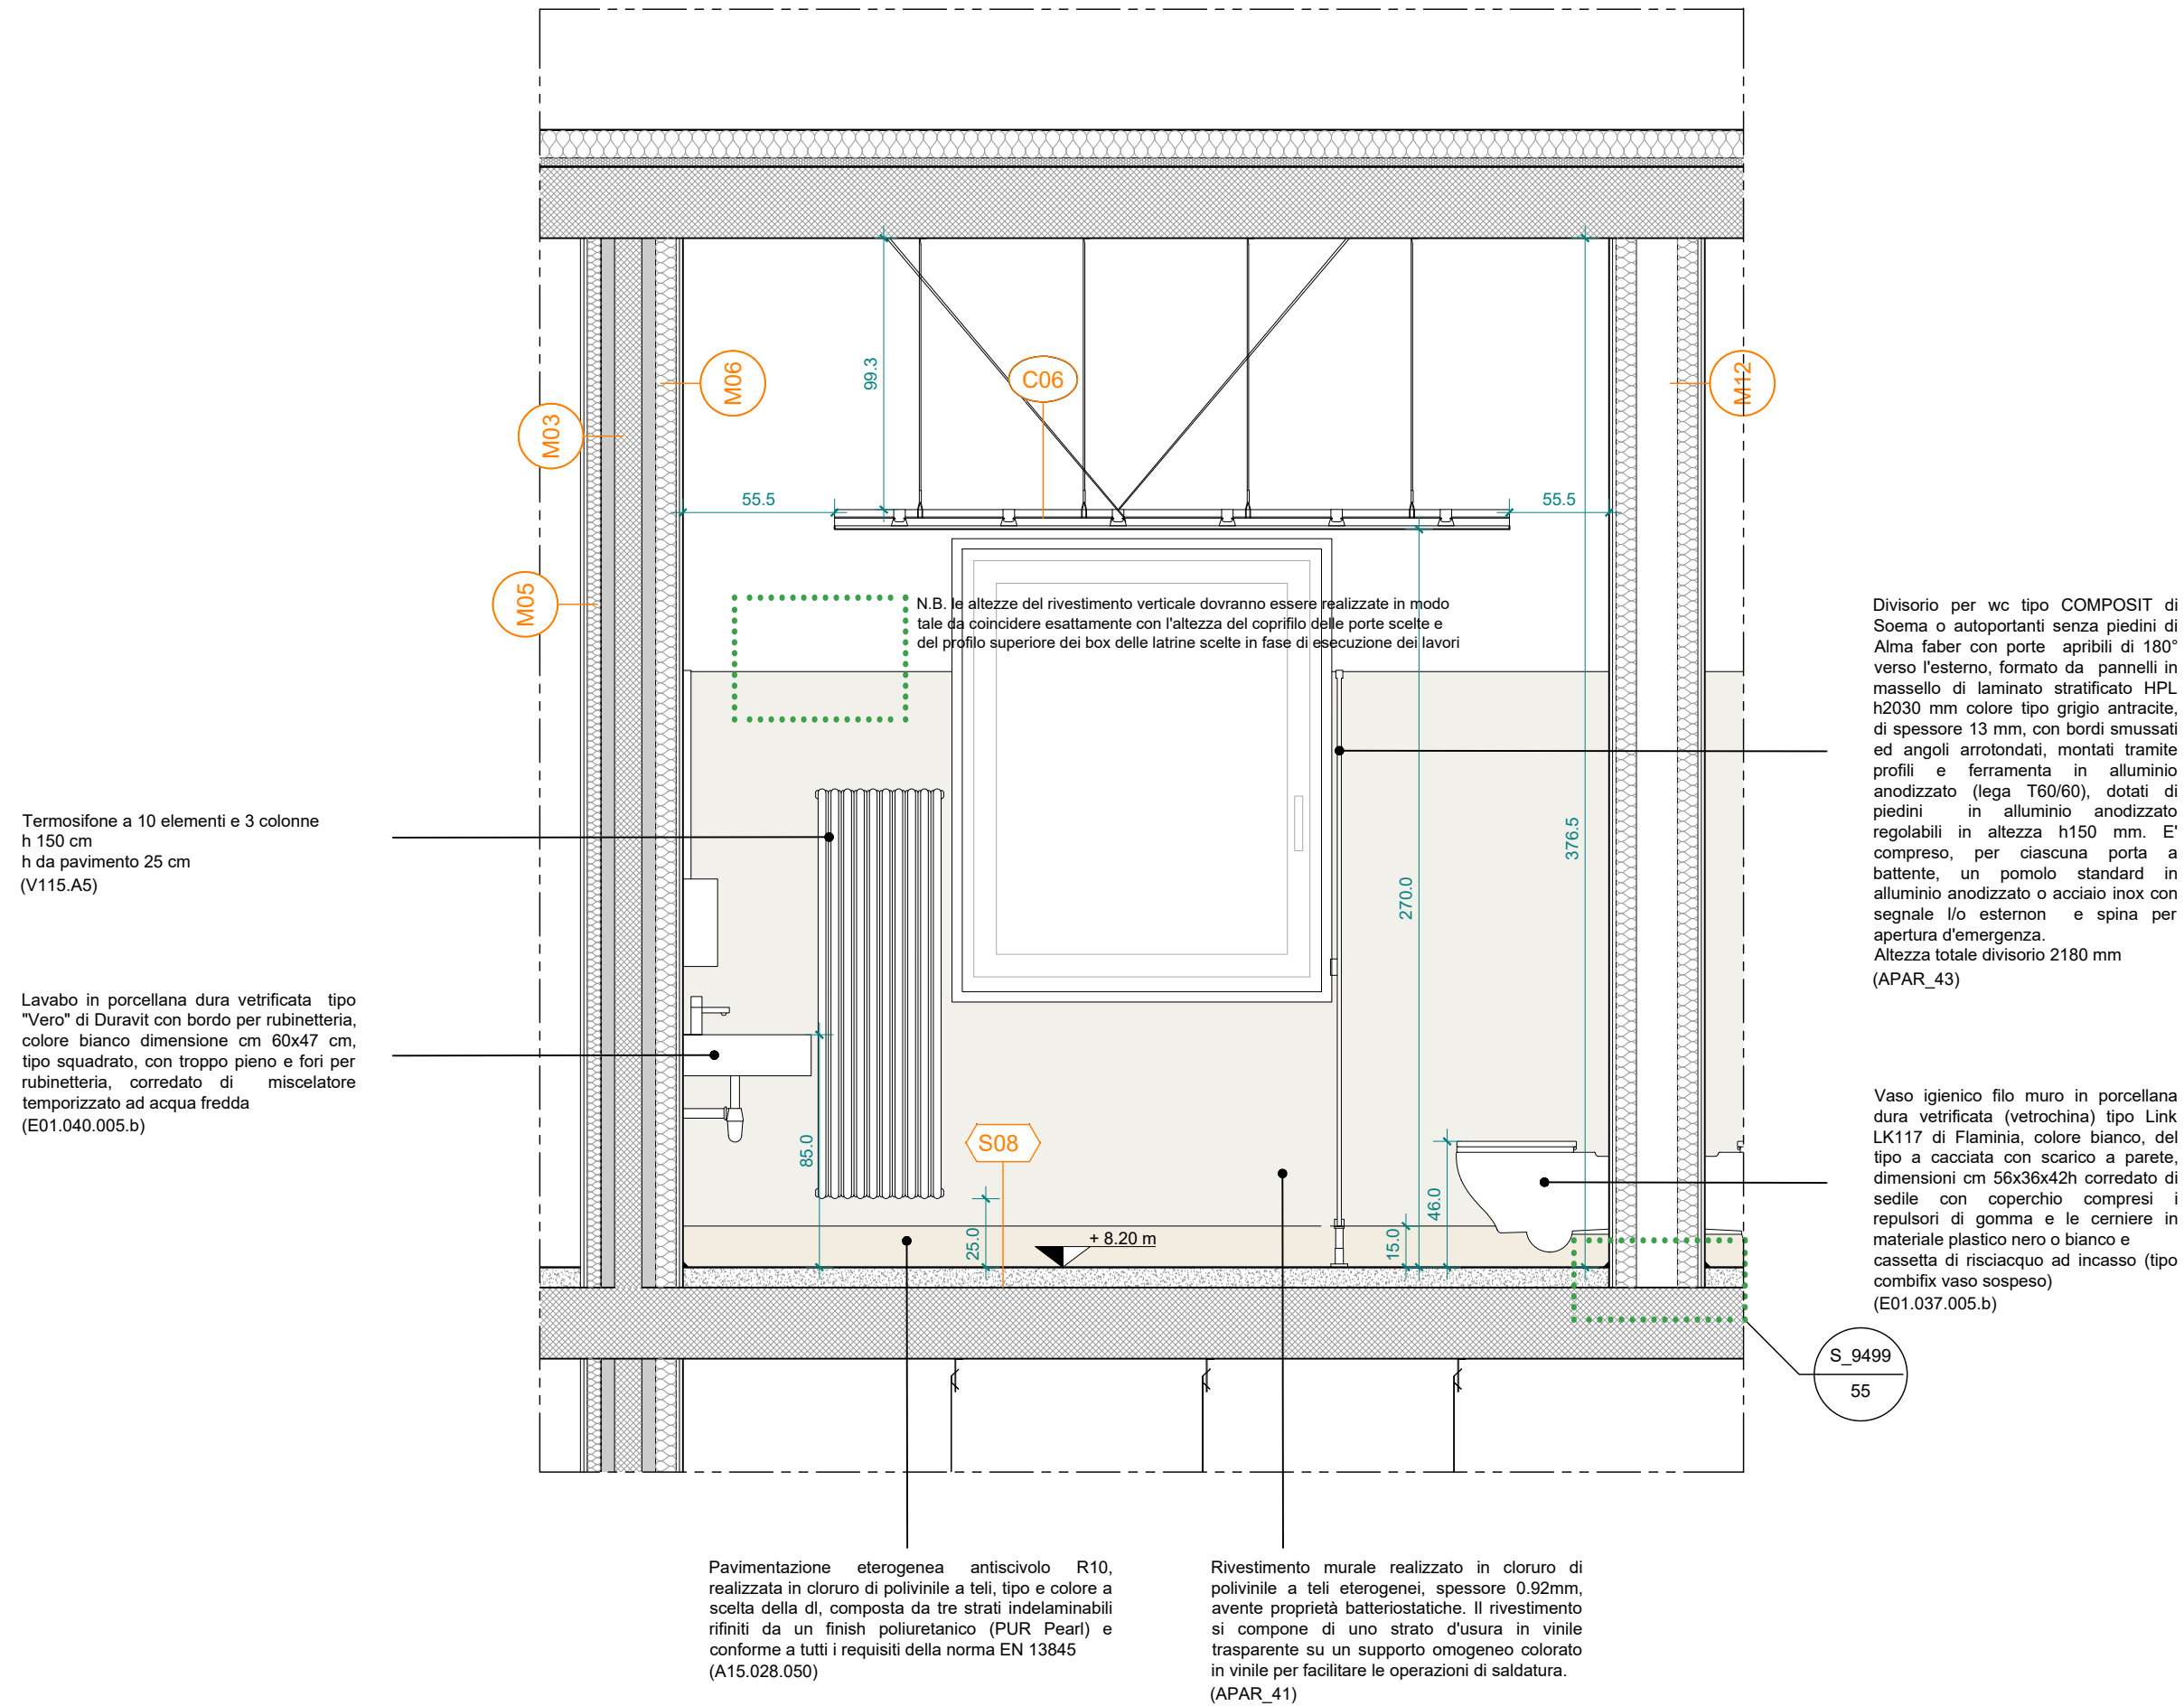 M06
C06
M12
M03
99.3
55.5
55.5
M05
N.B. le altezze del rivestimento verticale dovranno essere realizzate in modo
tale da coincidere esattamente con l'altezza del coprifilo delle porte scelte e
del profilo superiore dei box delle latrine scelte in fase di esecuzione dei lavori
Divisorio per wc tipo COMPOSIT di
Soema o autoportanti senza piedini di
Alma faber con porte apribili di 180°
verso l'esterno, formato da pannelli in
massello di laminato stratificato HPL
h2030 mm colore tipo grigio antracite,
di spessore 13 mm, con bordi smussati
ed angoli arrotondati, montati tramite
profili e ferramenta in alluminio
anodizzato (lega T60/60), dotati di
piedini in alluminio anodizzato
regolabili in altezza h150 mm. E'
compreso, per ciascuna porta a
battente, un pomolo standard in
alluminio anodizzato o acciaio inox con
segnale l/o esternon e spina per
apertura d'emergenza.
Altezza totale divisorio 2180 mm
(APAR_43)
Termosifone a 10 elementi e 3 colonne
h 150 cm
h da pavimento 25 cm
(V115.A5)
376.5
270.0
Lavabo in porcellana dura vetrificata tipo
"Vero" di Duravit con bordo per rubinetteria,
colore bianco dimensione cm 60x47 cm,
tipo squadrato, con troppo pieno e fori per
rubinetteria, corredato di miscelatore
temporizzato ad acqua fredda
(E01.040.005.b)
85.0
S08
25.0
+ 8.20 m
15.0
46.0
Vaso igienico filo muro in porcellana
dura vetrificata (vetrochina) tipo Link
LK117 di Flaminia, colore bianco, del
tipo a cacciata con scarico a parete,
dimensioni cm 56x36x42h corredato di
sedile con coperchio compresi i
repulsori di gomma e le cerniere in
materiale plastico nero o bianco e
cassetta di risciacquo ad incasso (tipo
combifix vaso sospeso)
(E01.037.005.b)
S_9499
55
Pavimentazione eterogenea antiscivolo R10,
realizzata in cloruro di polivinile a teli, tipo e colore a
scelta della dl, composta da tre strati indelaminabili
rifiniti da un finish poliuretanico (PUR Pearl) e
conforme a tutti i requisiti della norma EN 13845
(A15.028.050)
Rivestimento murale realizzato in cloruro di
polivinile a teli eterogenei, spessore 0.92mm,
avente proprietà batteriostatiche. Il rivestimento
si compone di uno strato d'usura in vinile
trasparente su un supporto omogeneo colorato
in vinile per facilitare le operazioni di saldatura.
(APAR_41)